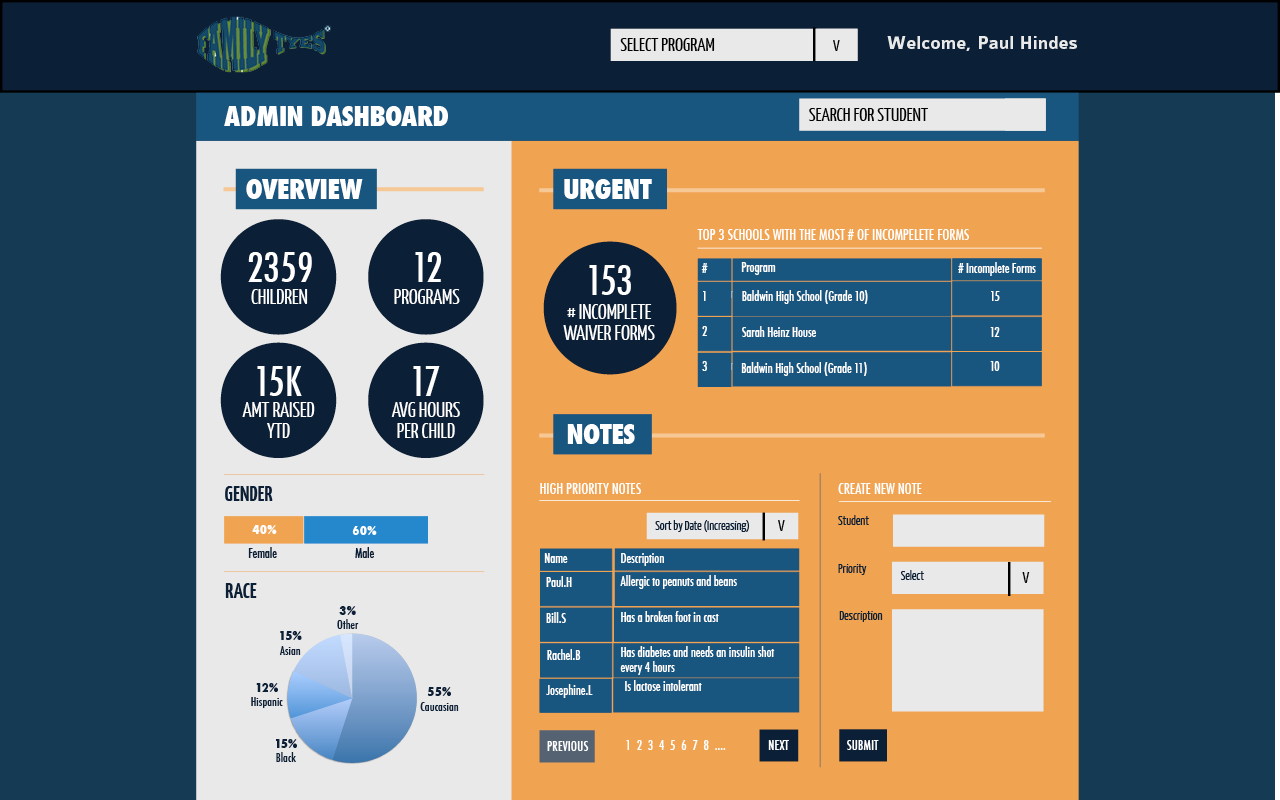 FAMILY TYES®
SELECT PROGRAM V
Welcome, Paul Hindes
ADMIN DASHBOARD
SEARCH FOR STUDENT
OVERVIEW
2359
CHILDREN
12
PROGRAMS
15K
AMT RAISED
YTD
17
AVG HOURS
PER CHILD
GENDER
40% 60%
Female Male
RACE
3%
Other
15%
Asian
12%
Hispanic
15%
Black
55%
Caucasian
URGENT
153
# INCOMPLETE
WAIVER FORMS
TOP 3 SCHOOLS WITH THE MOST # OF INCOMPELETE FORMS
# Program # Incomplete Forms
1 Baldwin High School (Grade 10) 15
2 Sarah Heinz House 12
3 Baldwin High School (Grade 11) 10
NOTES
HIGH PRIORITY NOTES
Sort by Date (Increasing) V
Name Description
Paul.H Allergic to peanuts and beans
Bill.S Has a broken foot in cast
Rachel.B Has diabetes and needs an insulin shot
every 4 hours
Josephine.L Is lactose intolerant
PREVIOUS 1 2 3 4 5 6 7 8 .... NEXT
CREATE NEW NOTE
Student
Priority Select V
Description
SUBMIT